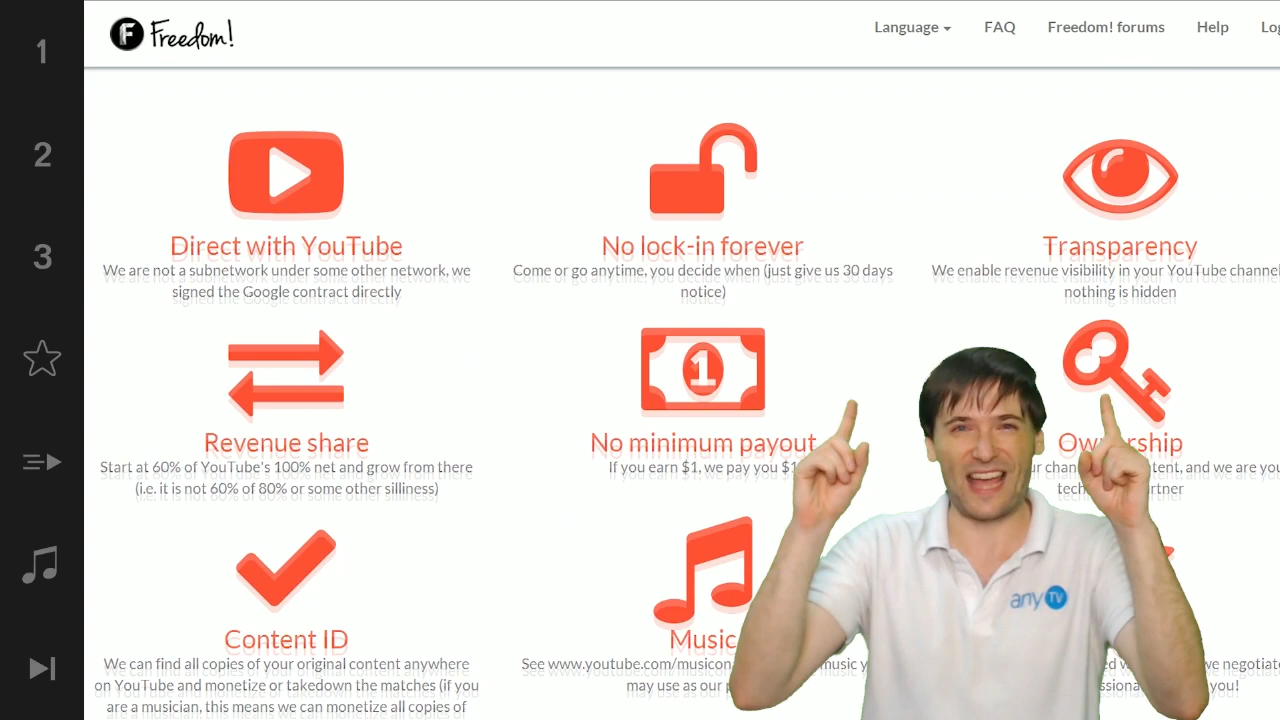 1
2
3
F Freedom!
Language FAQ Freedom! forums Help
Direct with YouTube
We are not a subnetwork under some other network, we
signed the Google contract directly
No lock-in forever
Come or go anytime, you decide when (just give us 30 days
notice)
Transparency
We enable revenue visibility in your YouTube channel
nothing is hidden
Revenue share
Start at 60% of YouTube's 100% net and grow from there
(i.e. it is not 60% of 80% or some other silliness)
1
No minimum payout
If you earn $1, we pay you $1
content, and we are
Content ID
We can find all copies of your original content anywhere
on YouTube and monetize or takedown the matches (if you
are a musician, this means we can monetize all copies of
Music
See www.youtube.com/musicon music
may use as our
you!
anyTV